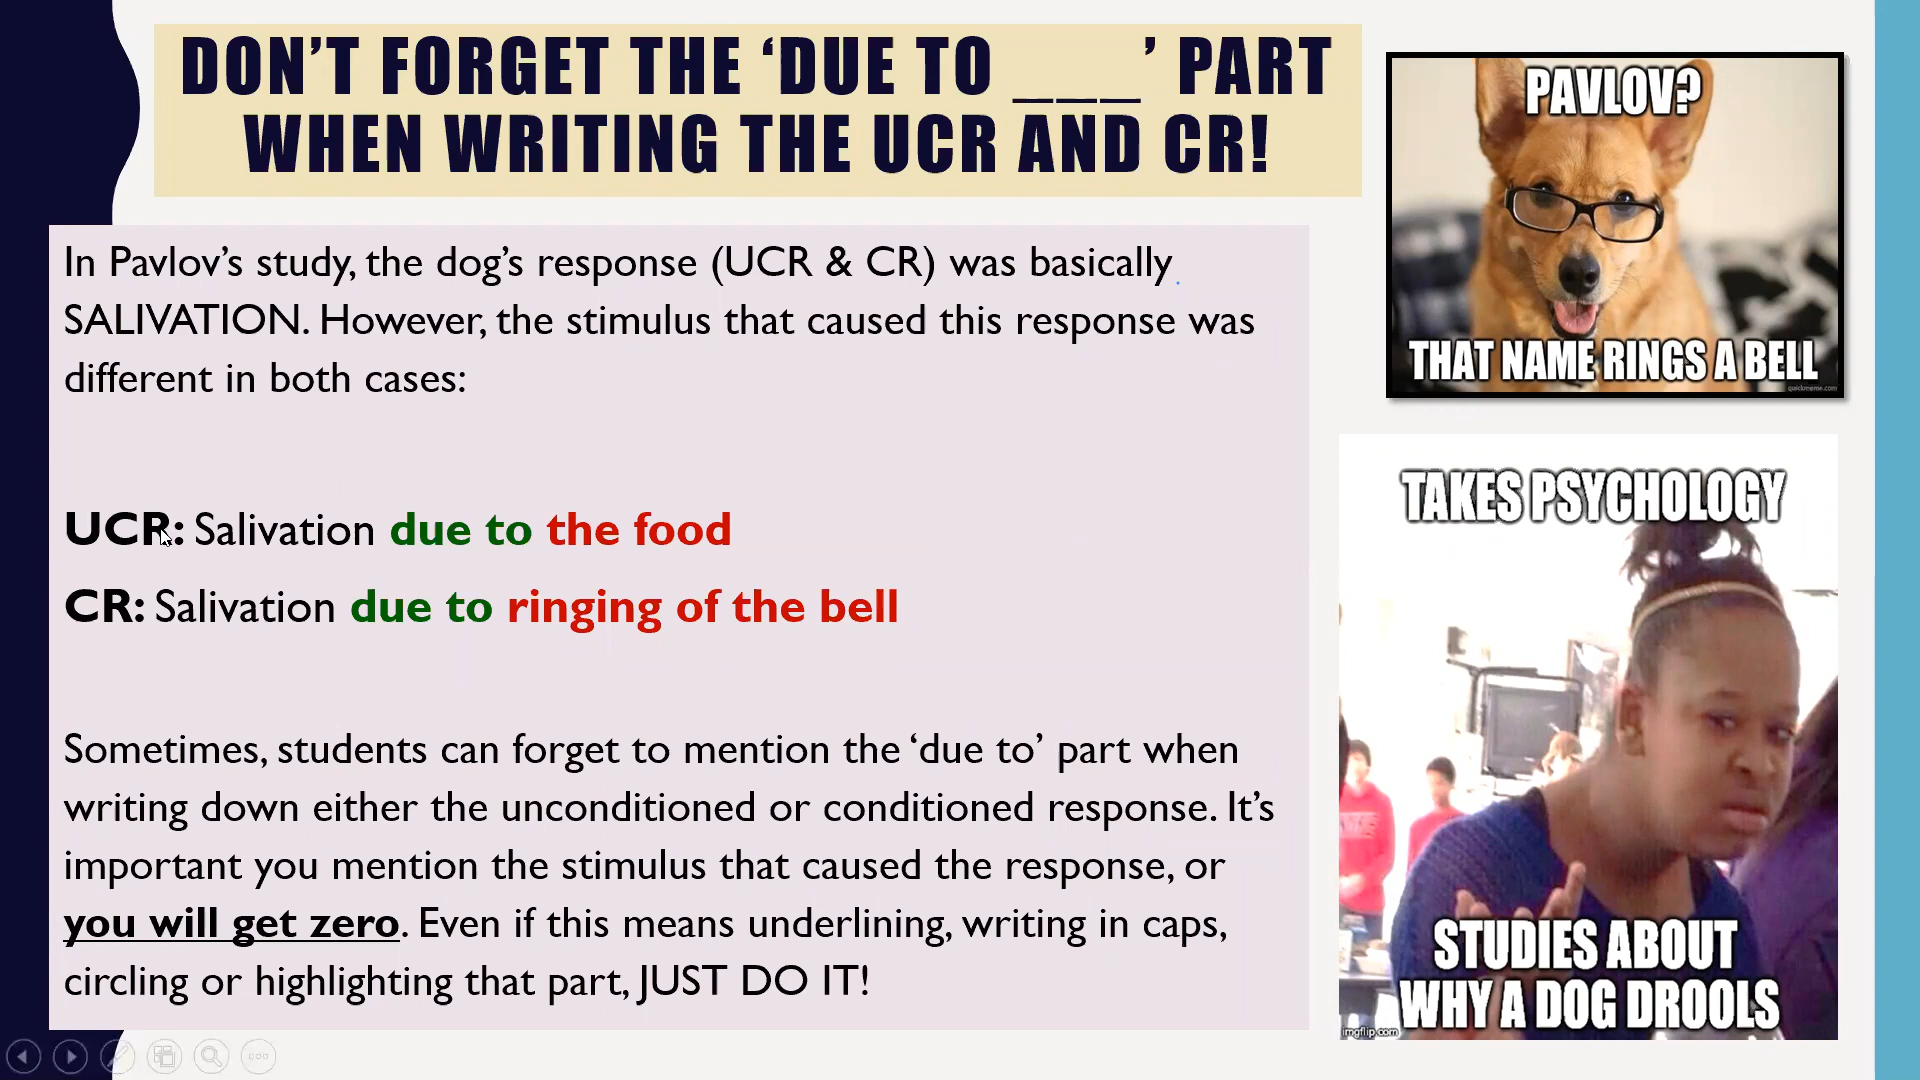 DON'T FORGET THE ‘DUE TO ___’ PART
WHEN WRITING THE UCR AND CR!
In Pavlov’s study, the dog’s response (UCR & CR) was basically
SALIVATION. However, the stimulus that caused this response was
different in both cases:
UCR: Salivation due to the food
CR: Salivation due to ringing of the bell
Sometimes, students can forget to mention the ‘due to’ part when
writing down either the unconditioned or conditioned response. It’s
important you mention the stimulus that caused the response, or
you will get zero. Even if this means underlining, writing in caps,
circling or highlighting that part, JUST DO IT!
PAVLOV?
THAT NAME RINGS A BELL
quickmeme.com
TAKES PSYCHOLOGY
STUDIES ABOUT
WHY A DOG DROOLS
imgflip.com